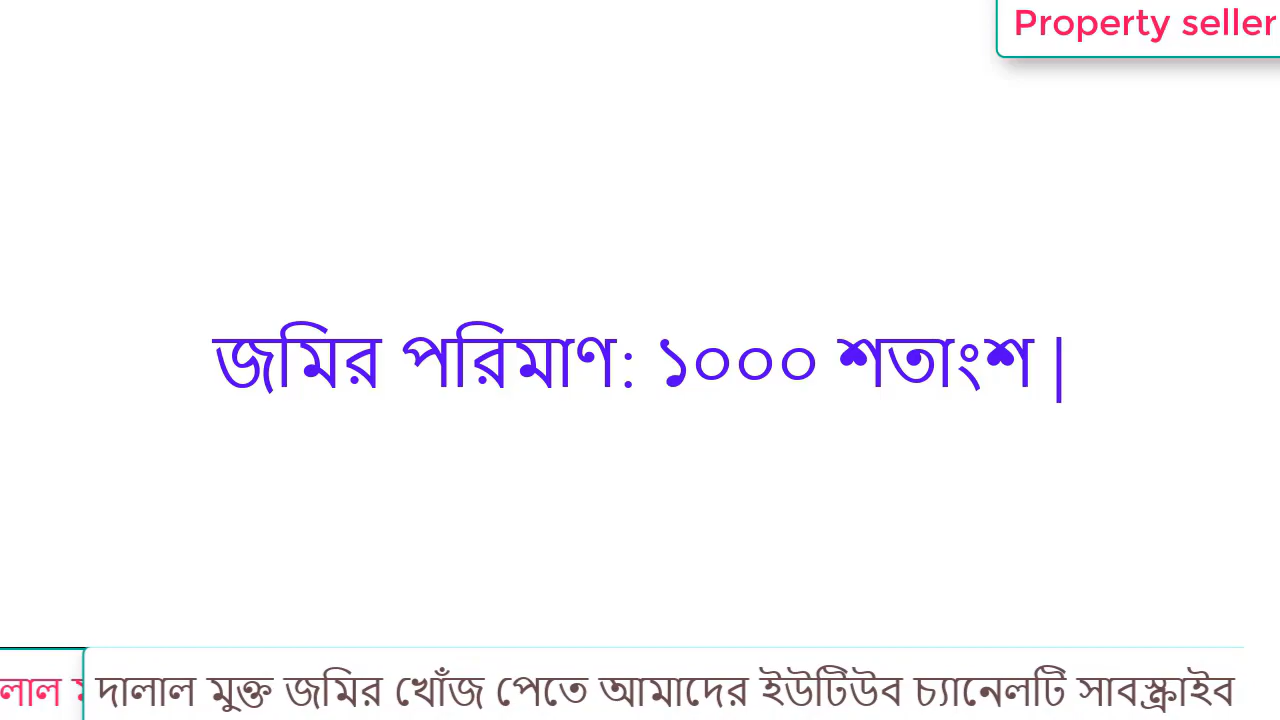 Property seller
জমির পরিমাণ: ১০০০ শতাংশ |
লাল দালাল মুক্ত জমির খোঁজ পেতে আমাদের ইউটিউব চ্যানেলটি সাবস্ক্রাইব